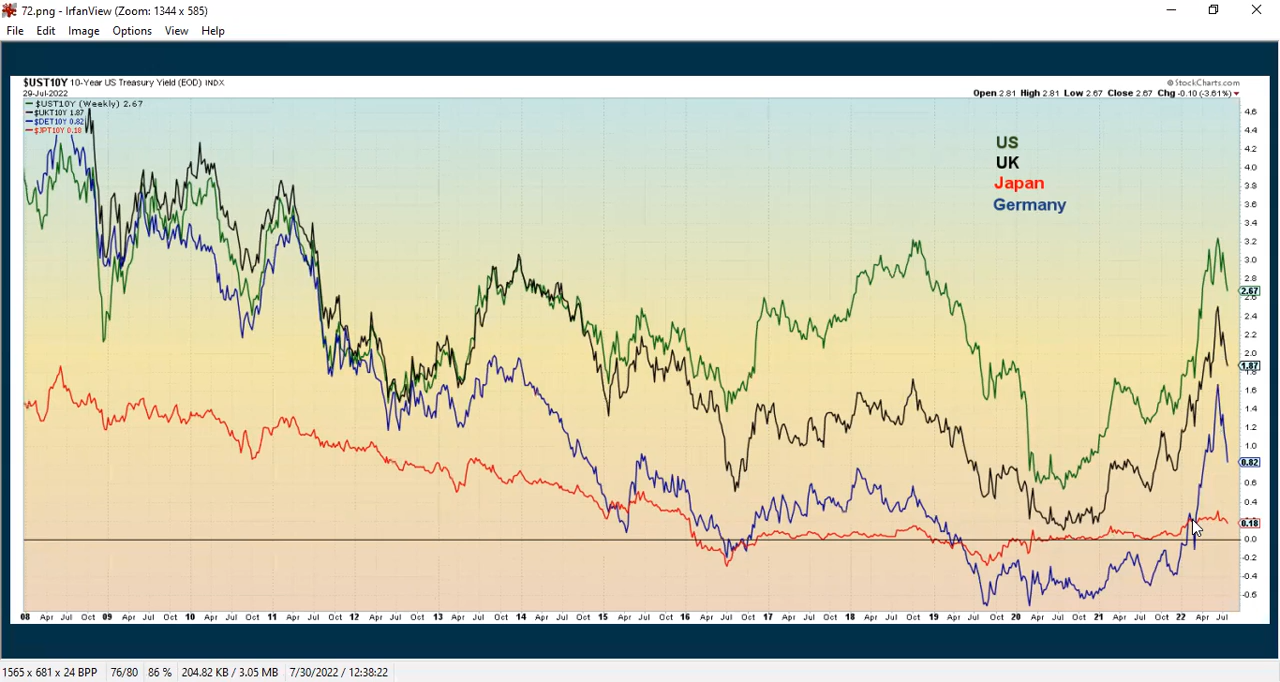 72.png - IrfanView (Zoom: 1344 x 585)
File Edit Image Options View Help
$UST10Y 10-Year US Treasury Yield (EOD) INDX
© StockCharts.com
29-Jul-2022
Open 2.81 High 2.81 Low 2.67 Close 2.67 Chg -0.10 (-3.61%)
$UST10Y (Weekly) 2.67
$UKT10Y 1.87
$DET10Y 0.82
$JPT10Y 0.18
US
UK
Japan
Germany
4.6
4.4
4.2
4.0
3.8
3.6
3.4
3.2
3.0
2.8
2.67
2.6
2.4
2.2
2.0
1.87
1.8
1.6
1.4
1.2
1.0
0.82
0.6
0.4
0.18
0.0
-0.2
-0.4
-0.6
08 Apr Jul Oct 09 Apr Jul Oct 10 Apr Jul Oct 11 Apr Jul Oct 12 Apr Jul Oct 13 Apr Jul Oct 14 Apr Jul Oct 15 Apr Jul Oct 16 Apr Jul Oct 17 Apr Jul Oct 18 Apr Jul Oct 19 Apr Jul Oct 20 Apr Jul Oct 21 Apr Jul Oct 22 Apr Jul
1565 x 681 x 24 BPP 76/80 86 % 204.82 KB / 3.05 MB 7/30/2022 / 12:38:22